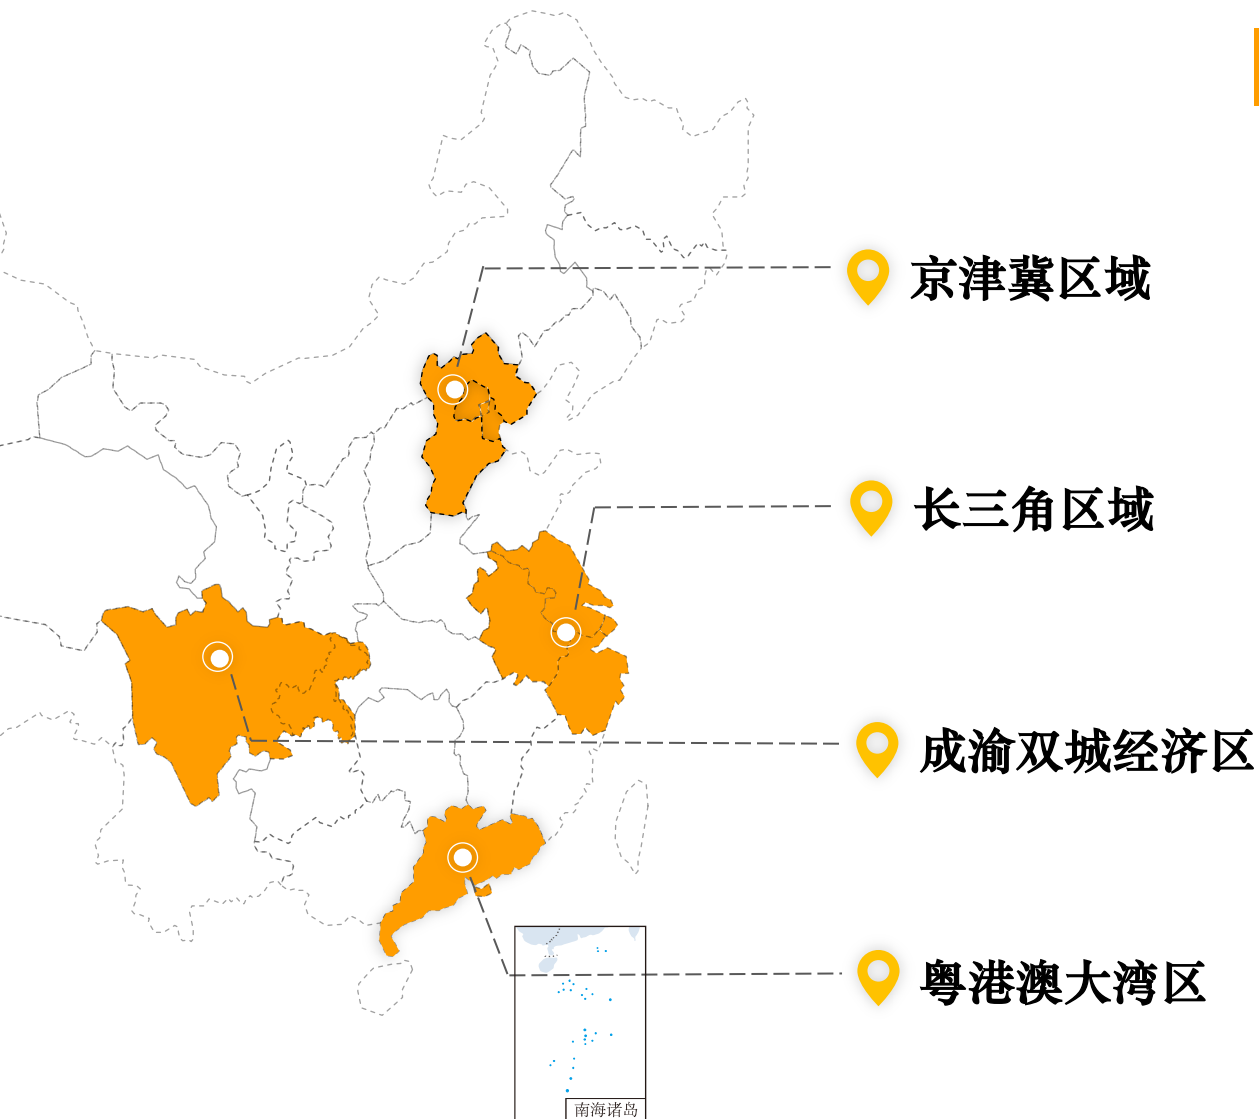 京津冀区域
长三角区域
成渝双城经济区
粤港澳大湾区
南海诸岛